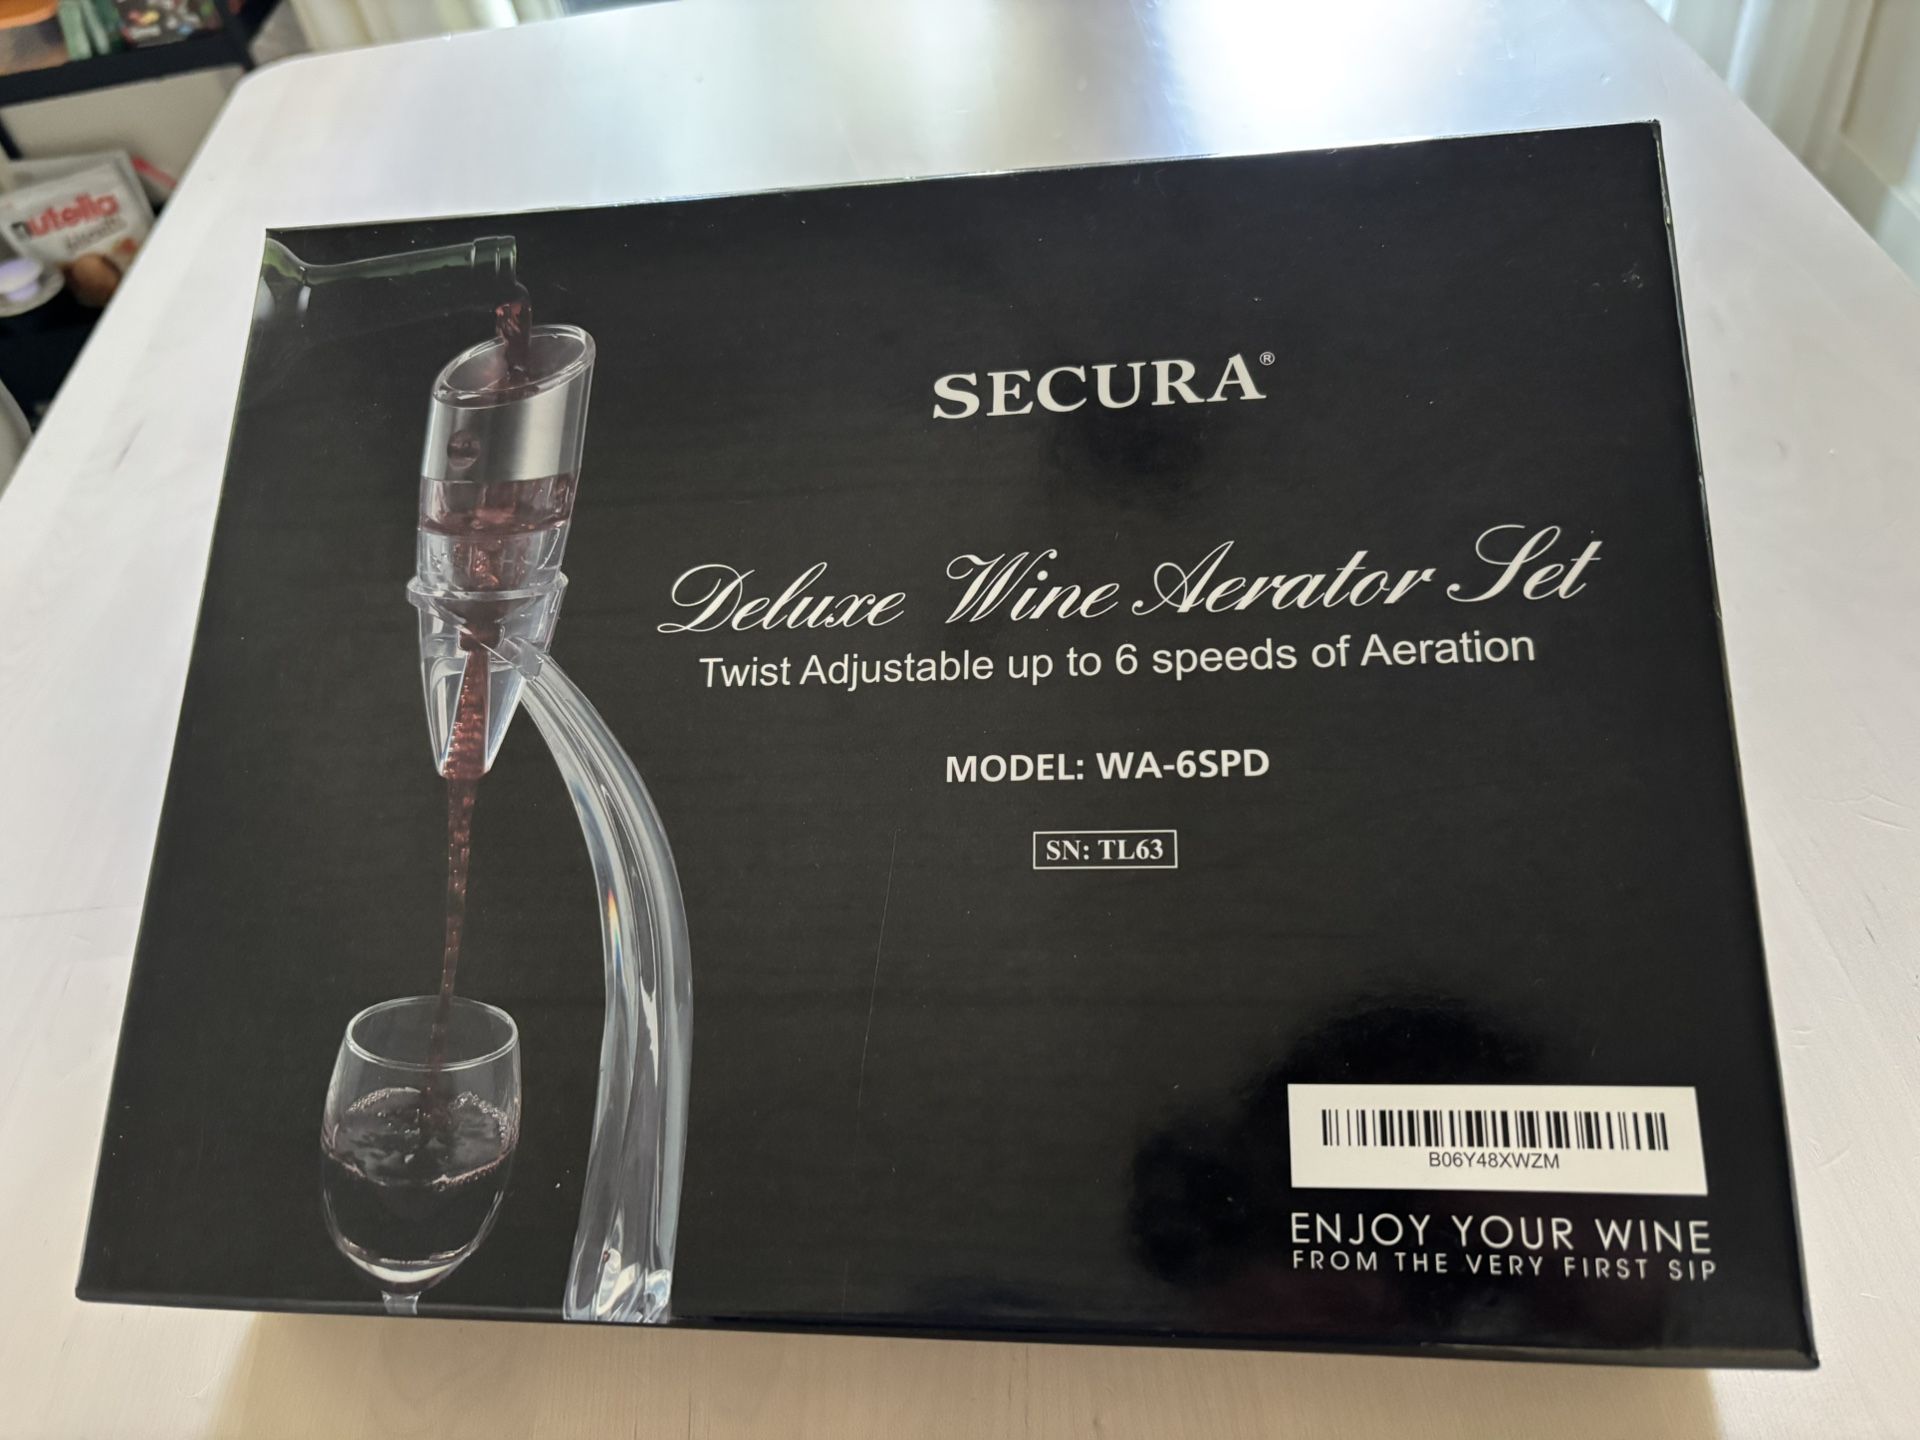 nutella
SECURA®
Deluxe Wine Aerator Set
Twist Adjustable up to 6 speeds of Aeration
MODEL: WA-6SPD
SN: TL63
B06Y48XWZM
ENJOY YOUR WINE
FROM THE VERY FIRST SIP